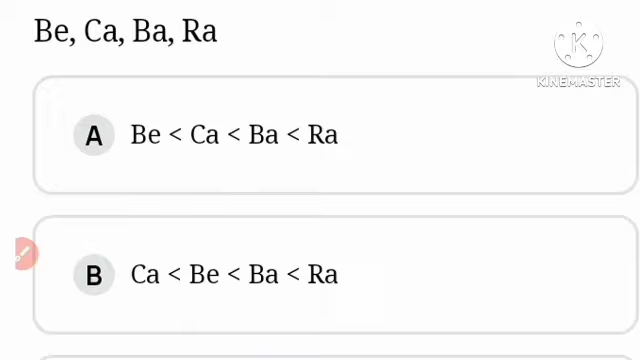 Be, Ca, Ba, Ra
K
KINEMASTER
A Be < Ca < Ba < Ra
B Ca < Be < Ba < Ra